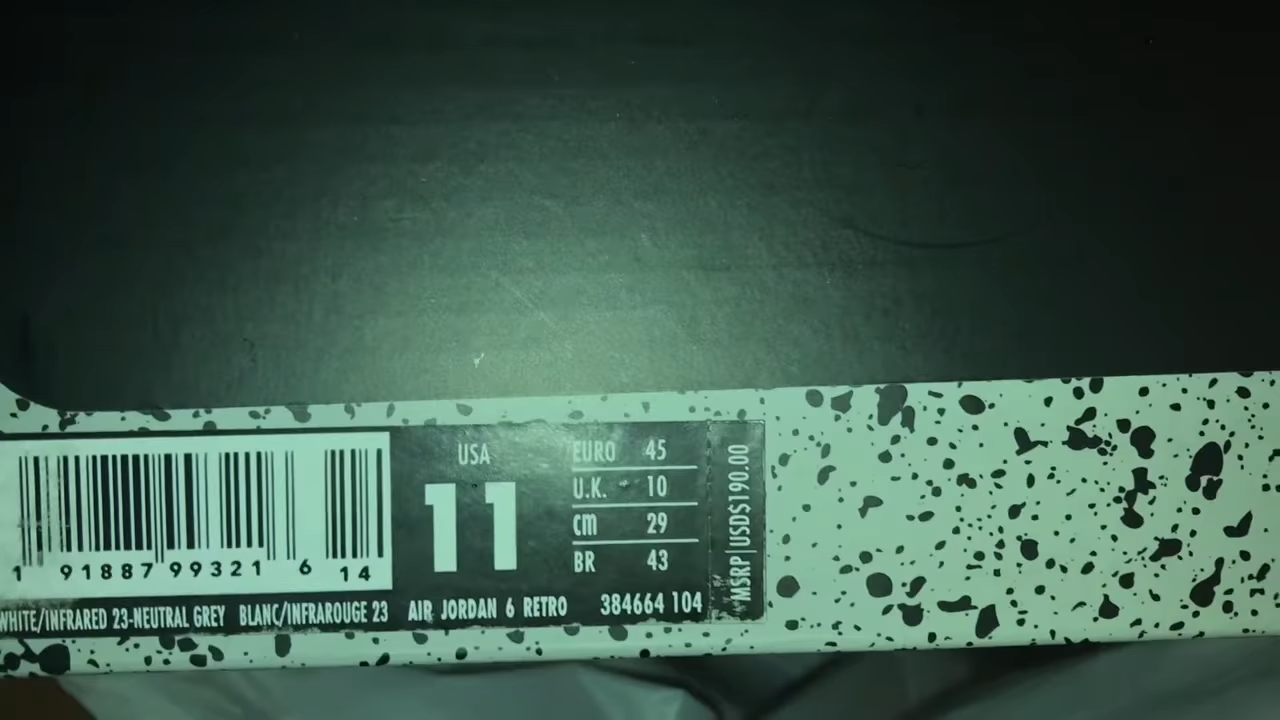 USA
11
EURO 45
U.K. 10
cm 29
BR 43
MSRP|USD$190.00
1 91887 99321 6 14
WHITE/INFRARED 23-NEUTRAL GREY BLANC/INFRAROUGE 23
AIR JORDAN 6 RETRO 384664 104